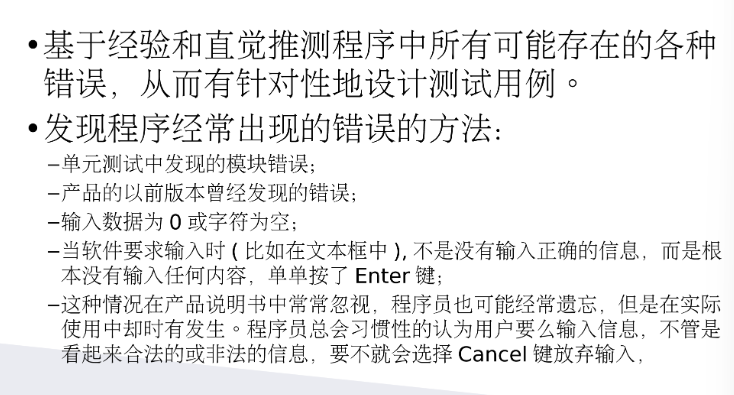 •基于经验和直觉推测程序中所有可能存在的各种
错误，从而有针对性地设计测试用例。
•发现程序经常出现的错误的方法：
–单元测试中发现的模块错误；
–产品的以前版本曾经发现的错误；
–输入数据为 0 或字符为空；
–当软件要求输入时 ( 比如在文本框中 ), 不是没有输入正确的信息，而是根
本没有输入任何内容，单单按了 Enter 键；
–这种情况在产品说明书中常常忽视，程序员也可能经常遗忘，但是在实际
使用中却时有发生。程序员总会习惯性的认为用户要么输入信息，不管是
看起来合法的或非法的信息，要不就会选择 Cancel 键放弃输入，